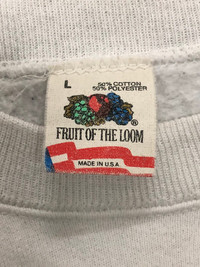 L
50% COTTON
50% POLYESTER
®
FRUIT OF THE LOOM
MADE IN U.S.A